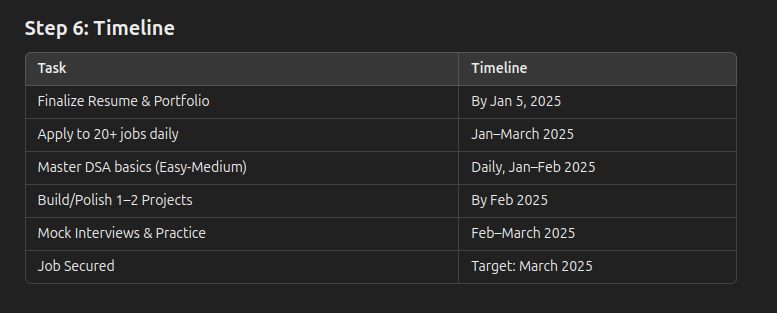 Step 6: Timeline
Task Timeline
Finalize Resume & Portfolio By Jan 5, 2025
Apply to 20+ jobs daily Jan–March 2025
Master DSA basics (Easy-Medium) Daily, Jan–Feb 2025
Build/Polish 1–2 Projects By Feb 2025
Mock Interviews & Practice Feb–March 2025
Job Secured Target: March 2025